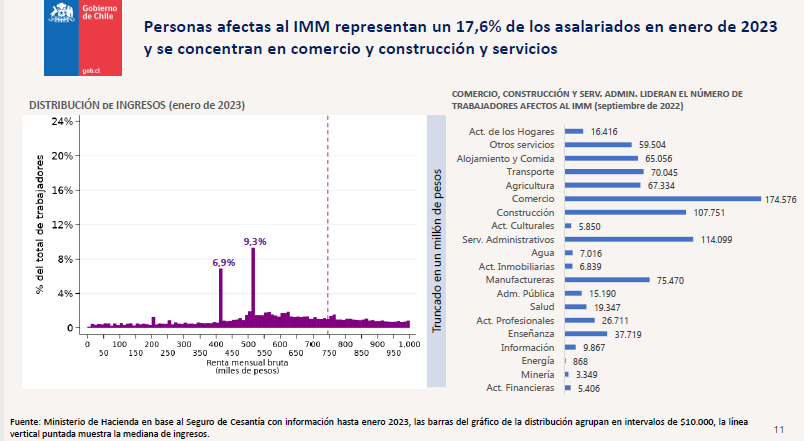 Gobierno
de Chile
gob.cl
Personas afectas al IMM representan un 17,6% de los asalariados en enero de 2023
y se concentran en comercio y construcción y servicios
DISTRIBUCIÓN DE INGRESOS (enero de 2023)
% del total de trabajadores
24%
20%
16%
12%
8%
4%
0
6,9%
9,3%
0 100 200 300 400 500 600 700 800 900 1.000
50 150 250 350 450 550 650 750 850 950
Renta mensual bruta
(miles de pesos)
Truncado en un millón de pesos
COMERCIO, CONSTRUCCIÓN Y SERV. ADMIN. LIDERAN EL NÚMERO DE
TRABAJADORES AFECTOS AL IMM (septiembre de 2022)
Act. de los Hogares 16.416
Otros servicios 59.504
Alojamiento y Comida 65.056
Transporte 70.045
Agricultura 67.334
Comercio 174.576
Construcción 107.751
Act. Culturales 5.850
Serv. Administrativos 114.099
Agua 7.016
Act. Inmobiliarias 6.839
Manufactureras 75.470
Adm. Pública 15.190
Salud 19.347
Act. Profesionales 26.711
Enseñanza 37.719
Información 9.867
Energía 868
Minería 3.349
Act. Financieras 5.406
Fuente: Ministerio de Hacienda en base al Seguro de Cesantía con información hasta enero 2023, las barras del gráfico de la distribución agrupan en intervalos de $10.000, la línea
vertical puntada muestra la mediana de ingresos.
11